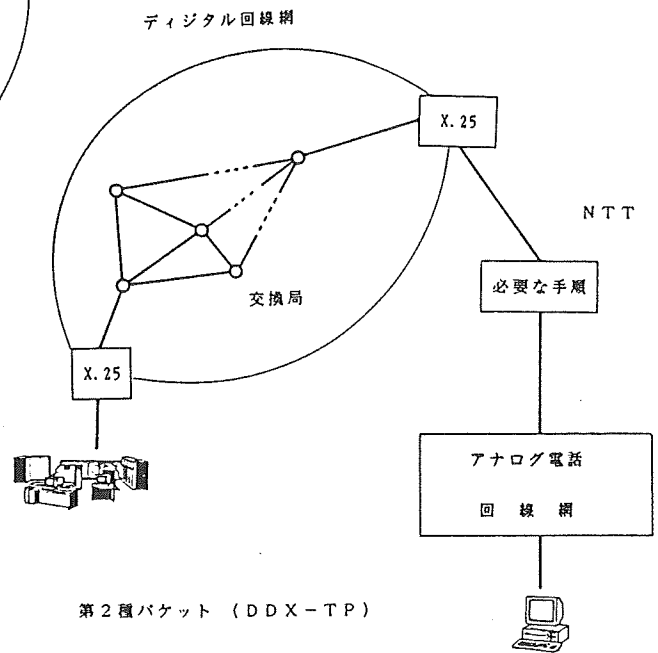 ディジタル回線網
X.25
NTT
必要な手順
交換局
X.25
アナログ電話
回線網
第2種パケット (DDX-TP)